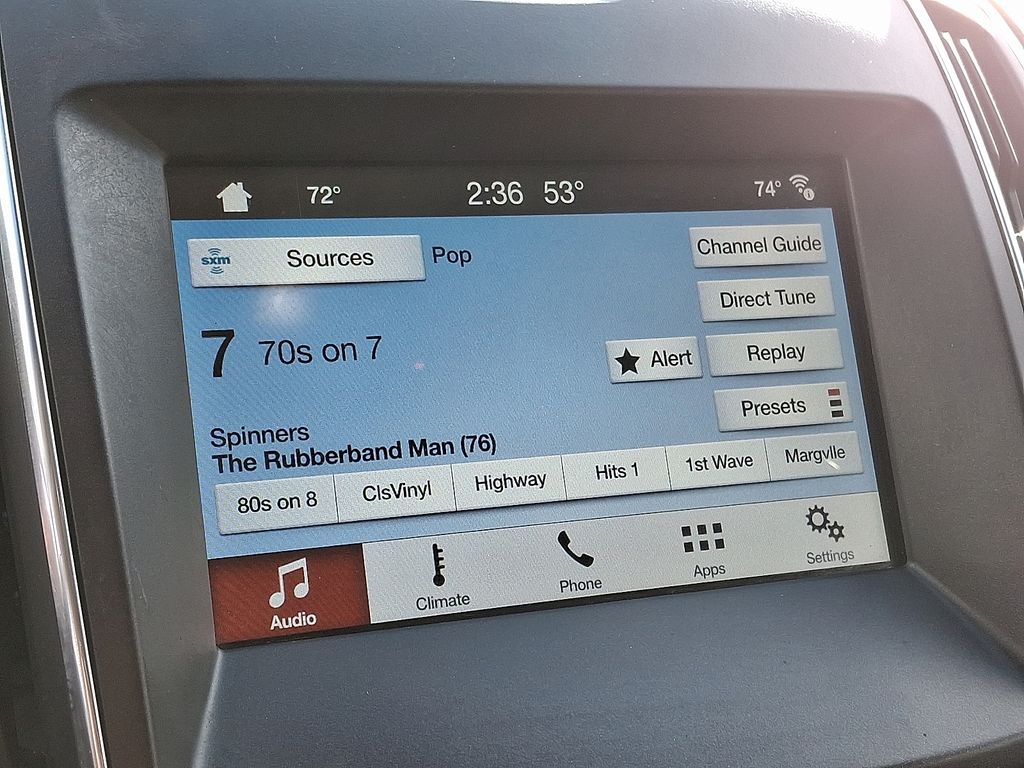 72° 2:36 53° 74°
sxm Sources Pop Channel Guide
Direct Tune
7 70s on 7 Alert Replay
Presets
Spinners
The Rubberband Man (76)
80s on 8 ClsVinyl Highway Hits 1 1st Wave Margvlle
Audio Climate Phone Apps Settings